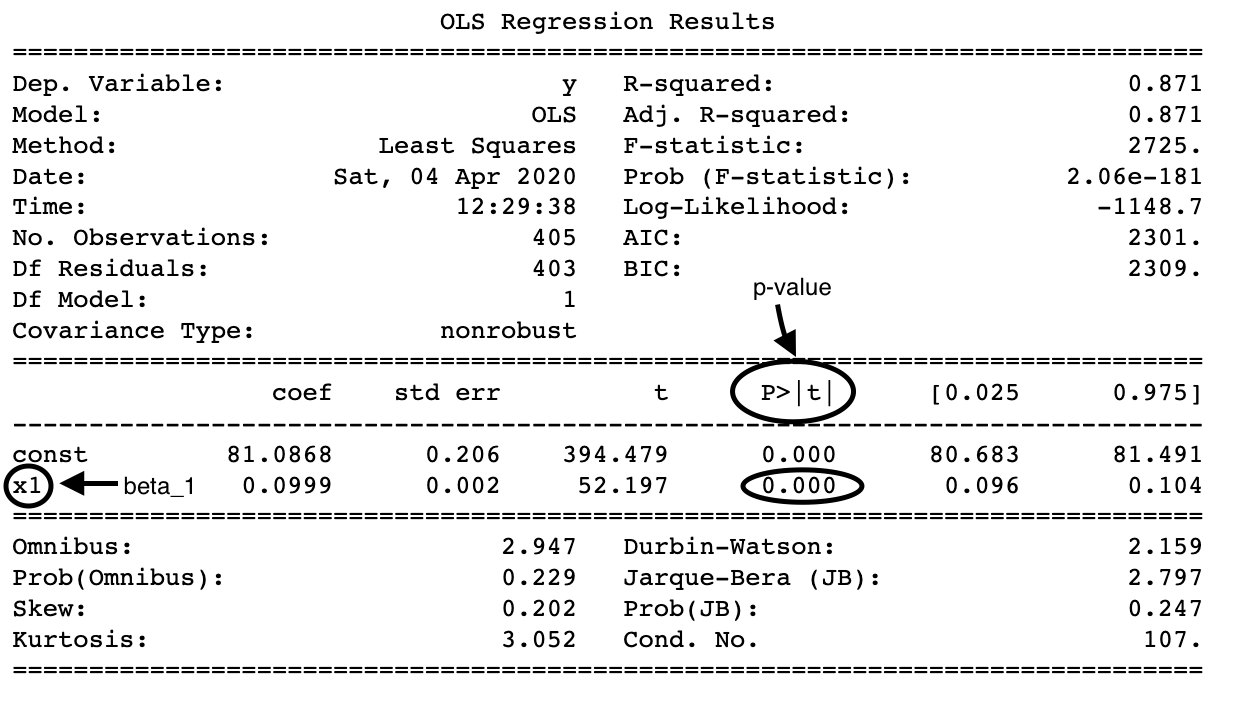 OLS Regression Results
==============================================================================
Dep. Variable: y R-squared: 0.871
Model: OLS Adj. R-squared: 0.871
Method: Least Squares F-statistic: 2725.
Date: Sat, 04 Apr 2020 Prob (F-statistic): 2.06e-181
Time: 12:29:38 Log-Likelihood: -1148.7
No. Observations: 405 AIC: 2301.
Df Residuals: 403 BIC: 2309.
p-value
Df Model: 1
Covariance Type: nonrobust
==============================================================================
coef std err t P>|t| [0.025 0.975]
------------------------------------------------------------------------------
const 81.0868 0.206 394.479 0.000 80.683 81.491
x1 beta_1 0.0999 0.002 52.197 0.000 0.096 0.104
==============================================================================
Omnibus: 2.947 Durbin-Watson: 2.159
Prob(Omnibus): 0.229 Jarque-Bera (JB): 2.797
Skew: 0.202 Prob(JB): 0.247
Kurtosis: 3.052 Cond. No. 107.
==============================================================================